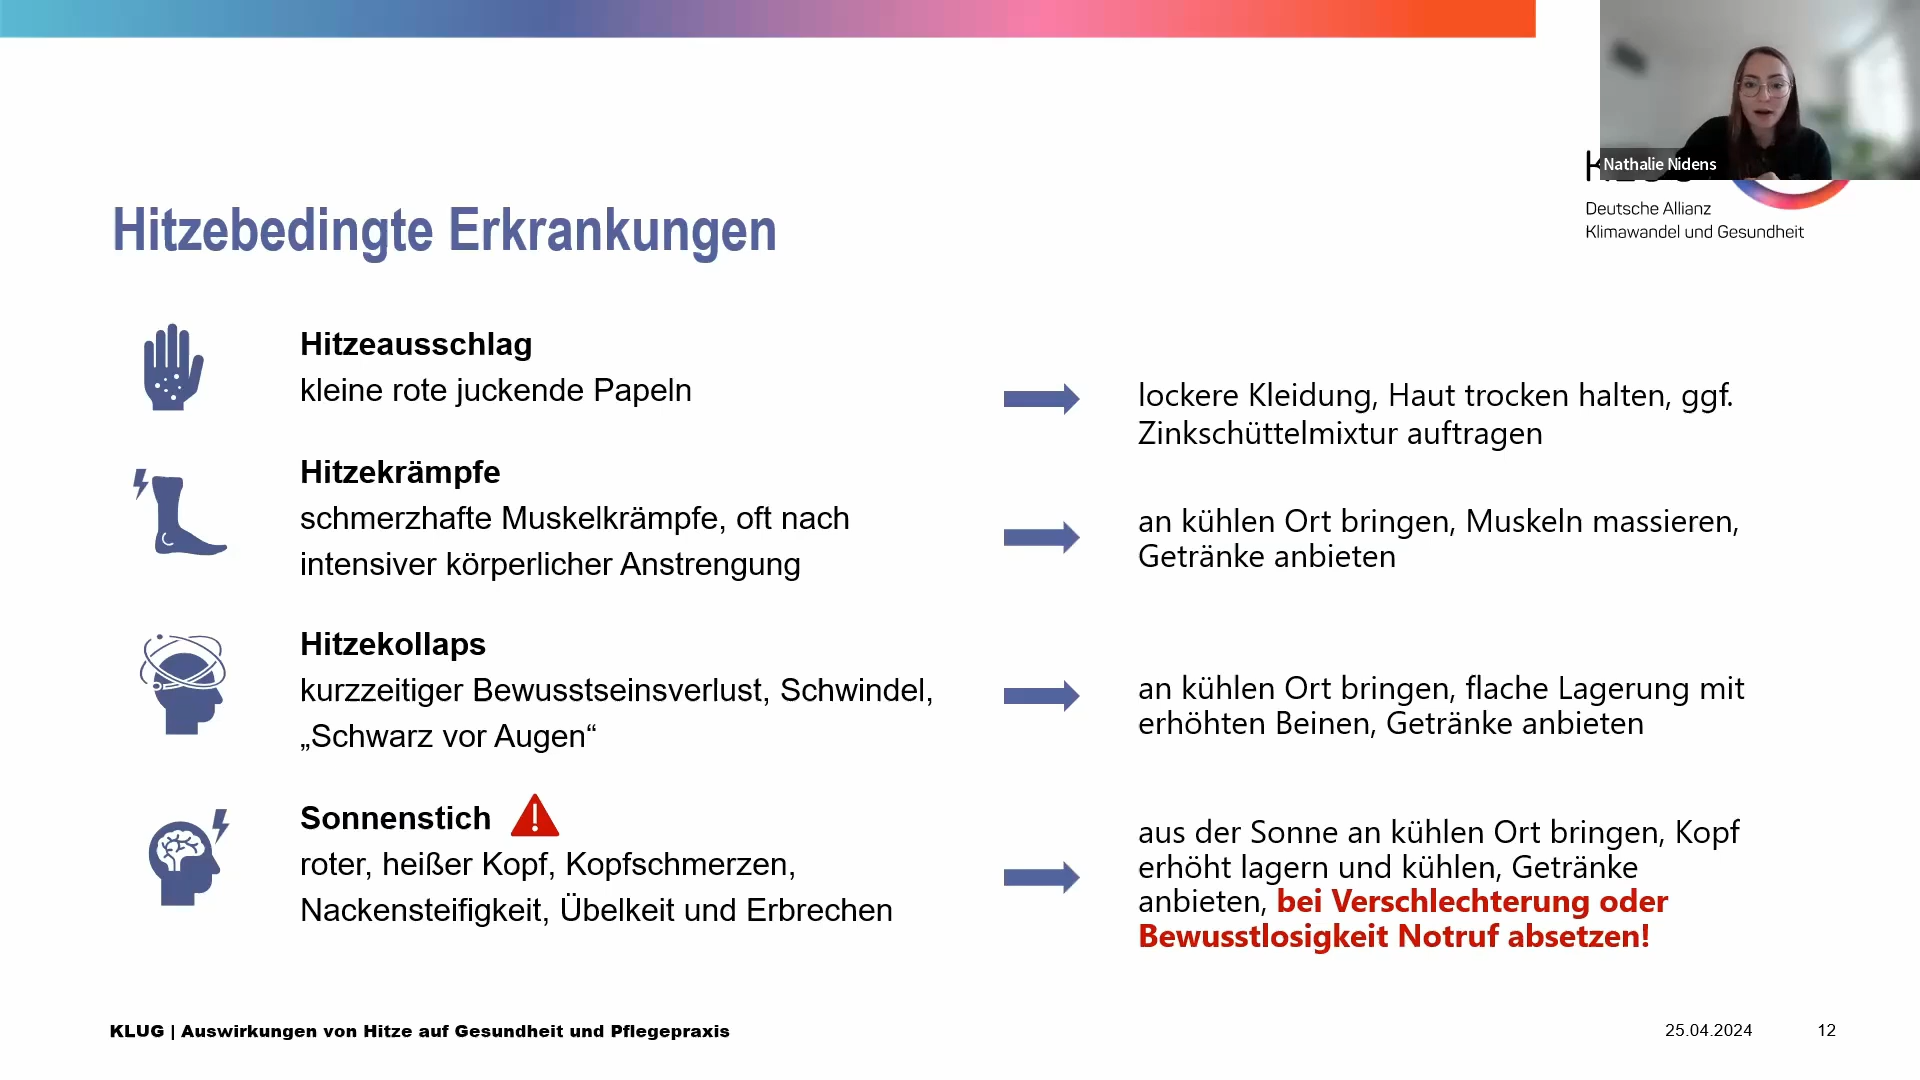 Nathalie Nidens
Deutsche Allianz
Klimawandel und Gesundheit
Hitzebedingte Erkrankungen
Hitzeausschlag
kleine rote juckende Papeln
lockere Kleidung, Haut trocken halten, ggf.
Zinkschüttelmixtur auftragen
Hitzekrämpfe
schmerzhafte Muskelkrämpfe, oft nach
intensiver körperlicher Anstrengung
an kühlen Ort bringen, Muskeln massieren,
Getränke anbieten
Hitzekollaps
kurzzeitiger Bewusstseinsverlust, Schwindel,
„Schwarz vor Augen“
an kühlen Ort bringen, flache Lagerung mit
erhöhten Beinen, Getränke anbieten
Sonnenstich
roter, heißer Kopf, Kopfschmerzen,
Nackensteifigkeit, Übelkeit und Erbrechen
aus der Sonne an kühlen Ort bringen, Kopf
erhöht lagern und kühlen, Getränke
anbieten, bei Verschlechterung oder
Bewusstlosigkeit Notruf absetzen!
KLUG | Auswirkungen von Hitze auf Gesundheit und Pflegepraxis
25.04.2024
12